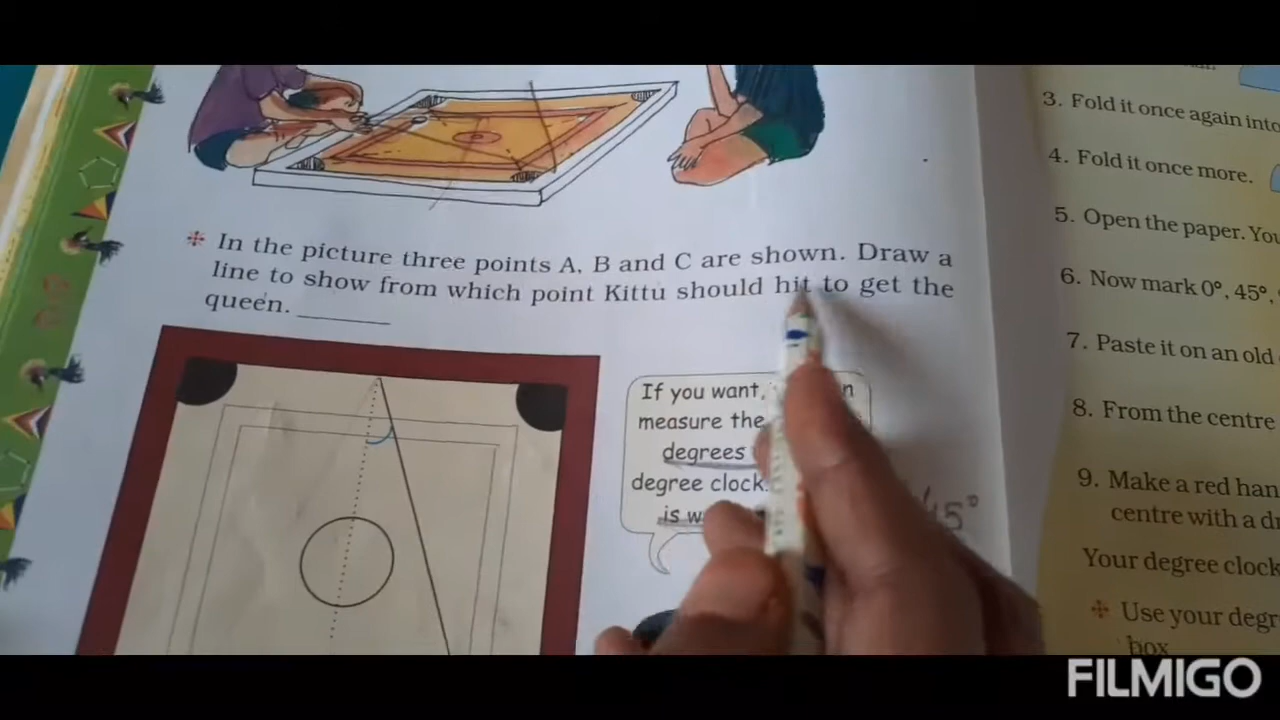 In the picture three points A, B and C are shown. Draw a
line to show from which point Kittu should hit to get the
queen.
If you want,
measure the
degrees
degree clock.
is
45°
3. Fold it once again into
4. Fold it once more.
5. Open the paper. You
6. Now mark 0°, 45°,
7. Paste it on an old
8. From the centre
9. Make a red han
centre with a
Your degree clock
Use your degr
box
FILMIGO